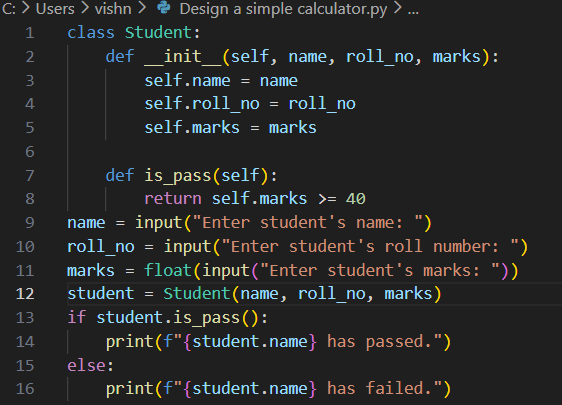 C: > Users > vishn > Design a simple calculator.py > ...
1 class Student:
2     def __init__(self, name, roll_no, marks):
3         self.name = name
4         self.roll_no = roll_no
5         self.marks = marks
6
7     def is_pass(self):
8         return self.marks >= 40
9 name = input("Enter student's name: ")
10 roll_no = input("Enter student's roll number: ")
11 marks = float(input("Enter student's marks: "))
12 student = Student(name, roll_no, marks)
13 if student.is_pass():
14     print(f"{student.name} has passed.")
15 else:
16     print(f"{student.name} has failed.")